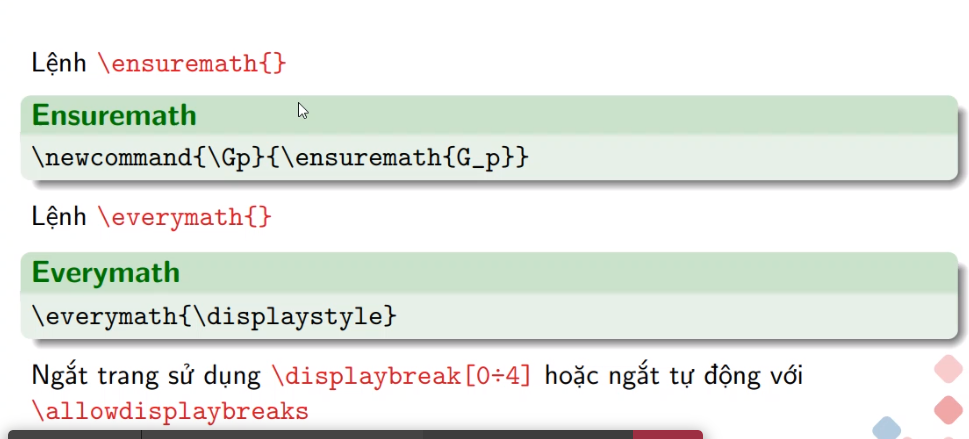 Lệnh \ensuremath{}
Ensuremath
\newcommand{\Gp}{\ensuremath{G_p}}
Lệnh \everymath{}
Everymath
\everymath{\displaystyle}
Ngắt trang sử dụng \displaybreak[0÷4] hoặc ngắt tự động với
\allowdisplaybreaks